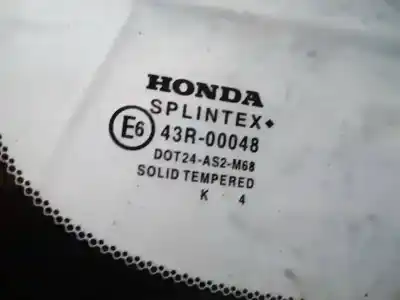 HONDA
SPLINTEX
E6 43R-00048
DOT24-AS2-M68
SOLID TEMPERED
K 4